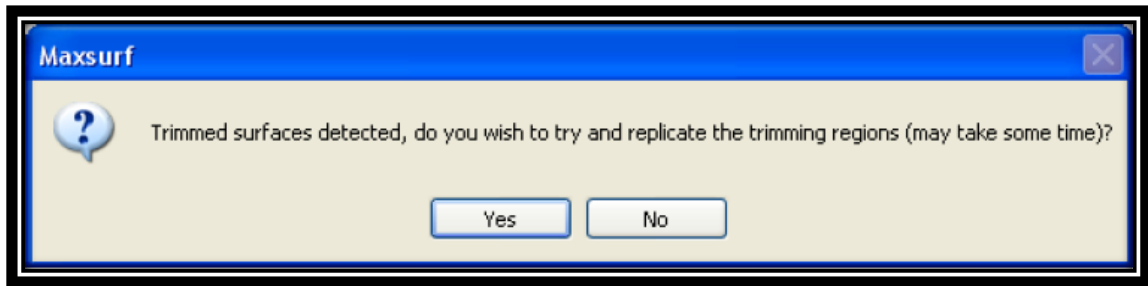 Maxsurf
Trimmed surfaces detected, do you wish to try and replicate the trimming regions (may take some time)?
Yes No